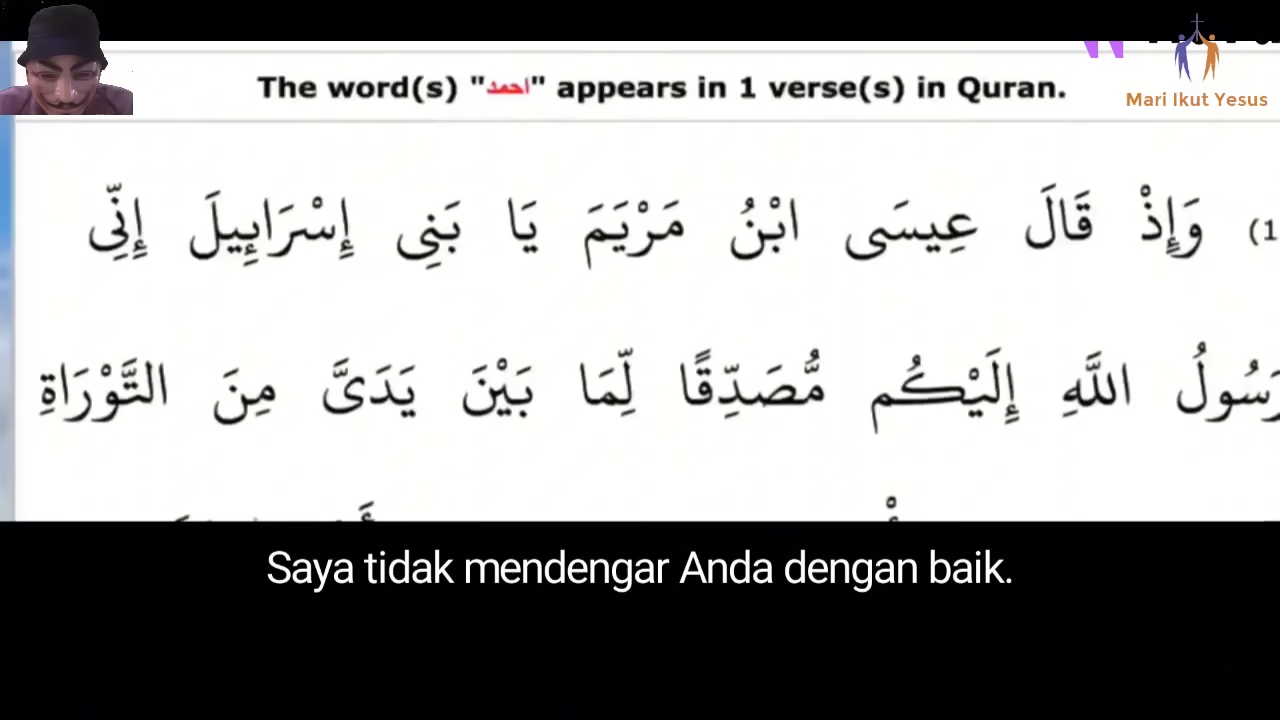 The word(s) "احمد" appears in 1 verse(s) in Quran.
Mari Ikut Yesus
(1 وَإِذْ قَالَ عِيسَى ابْنُ مَرْيَمَ يَا بَنِي إِسْرَائِيلَ إِنِّي
رَسُولُ اللَّهِ إِلَيْكُم مُّصَدِّقًا لِّمَا بَيْنَ يَدَيَّ مِنَ التَّوْرَاةِ
Saya tidak mendengar Anda dengan baik.